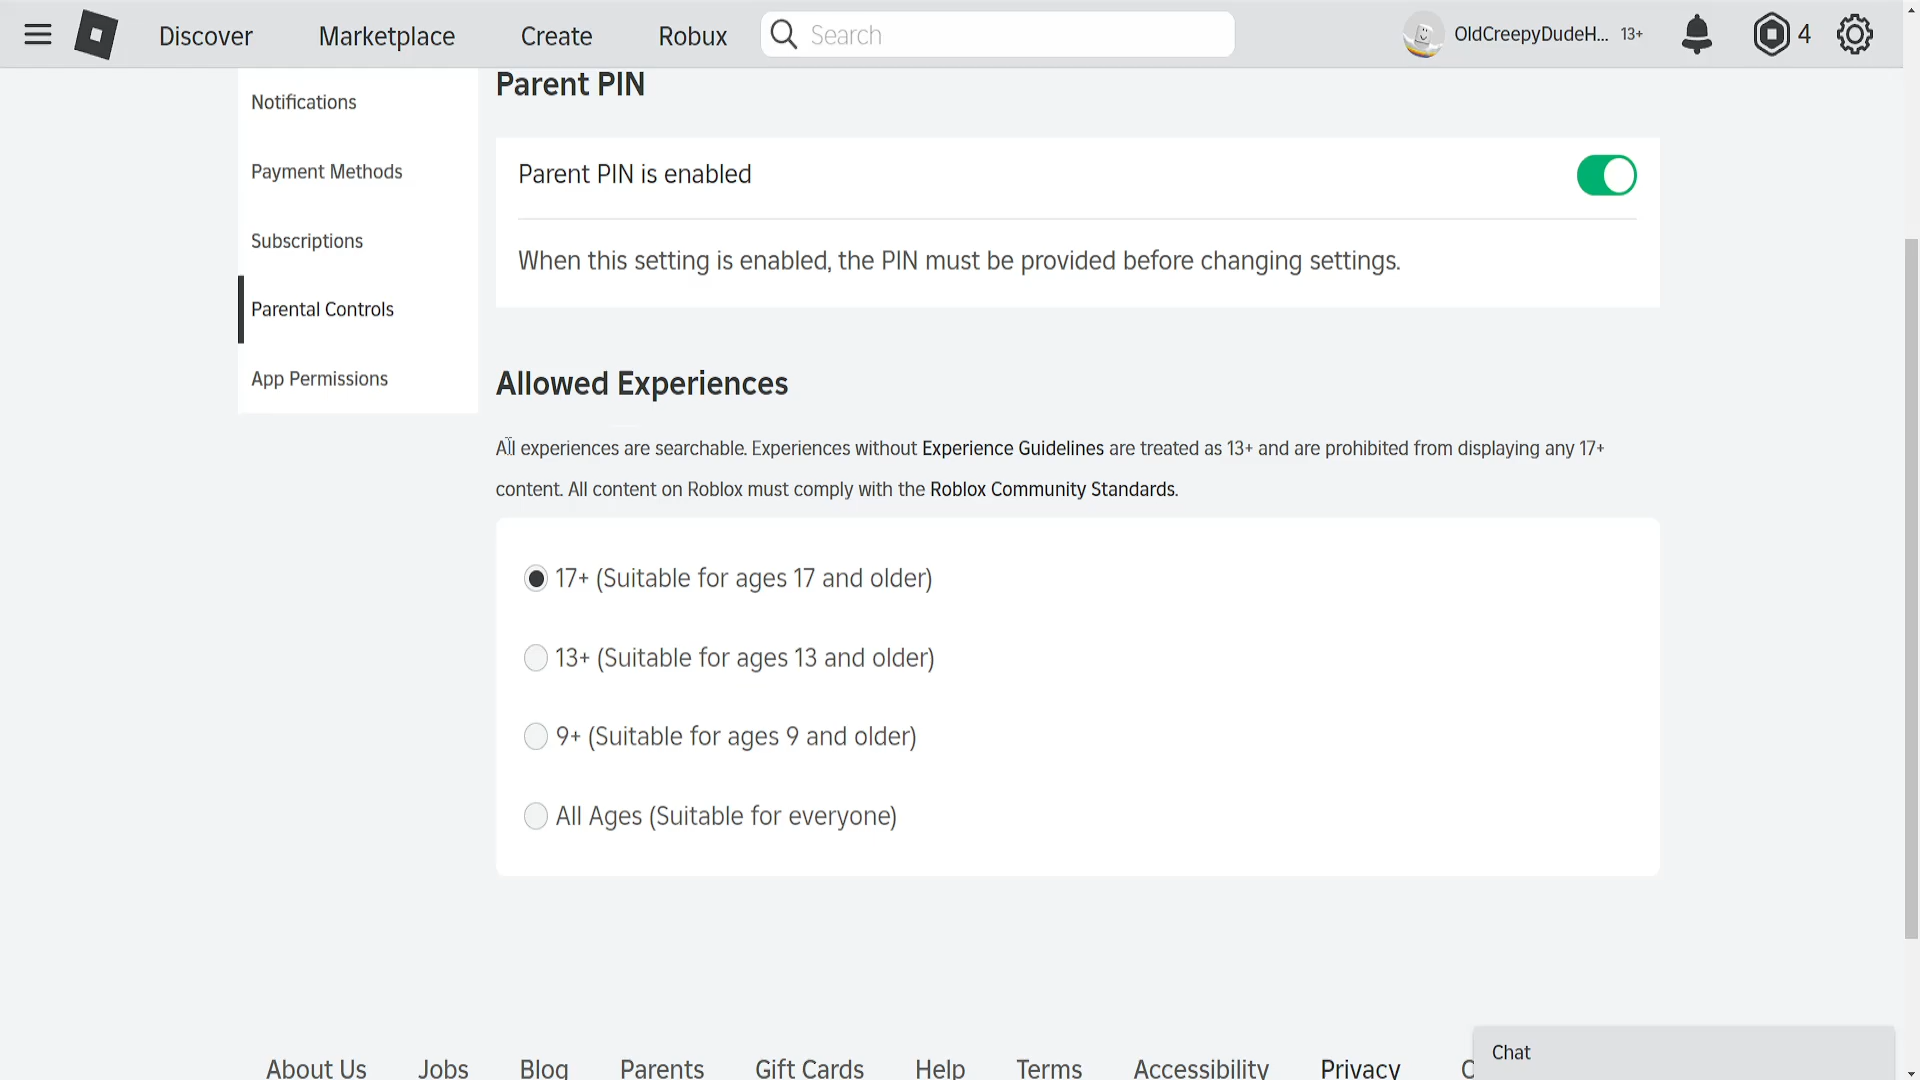 Discover
Marketplace
Create
Robux
Search
OldCreepyDudeH... 13+
4
Notifications
Payment Methods
Subscriptions
Parental Controls
App Permissions
Parent PIN
Parent PIN is enabled
When this setting is enabled, the PIN must be provided before changing settings.
Allowed Experiences
All experiences are searchable. Experiences without Experience Guidelines are treated as 13+ and are prohibited from displaying any 17+
content. All content on Roblox must comply with the Roblox Community Standards.
17+ (Suitable for ages 17 and older)
13+ (Suitable for ages 13 and older)
9+ (Suitable for ages 9 and older)
All Ages (Suitable for everyone)
About Us
Jobs
Blog
Parents
Gift Cards
Help
Terms
Accessibility
Privacy
Chat